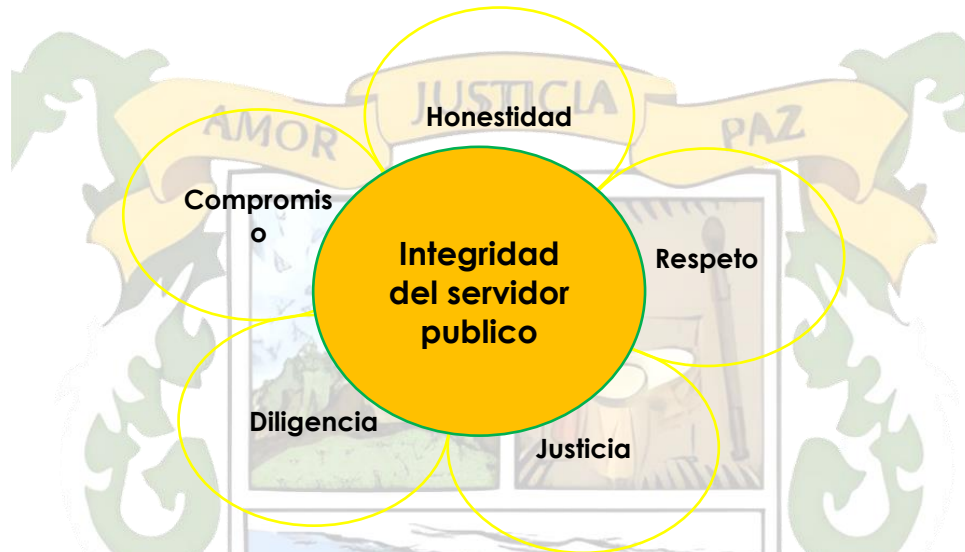 JUSTICIA
AMOR
PAZ
Honestidad
Compromis
o
Respeto
Integridad
del servidor
publico
Diligencia
Justicia